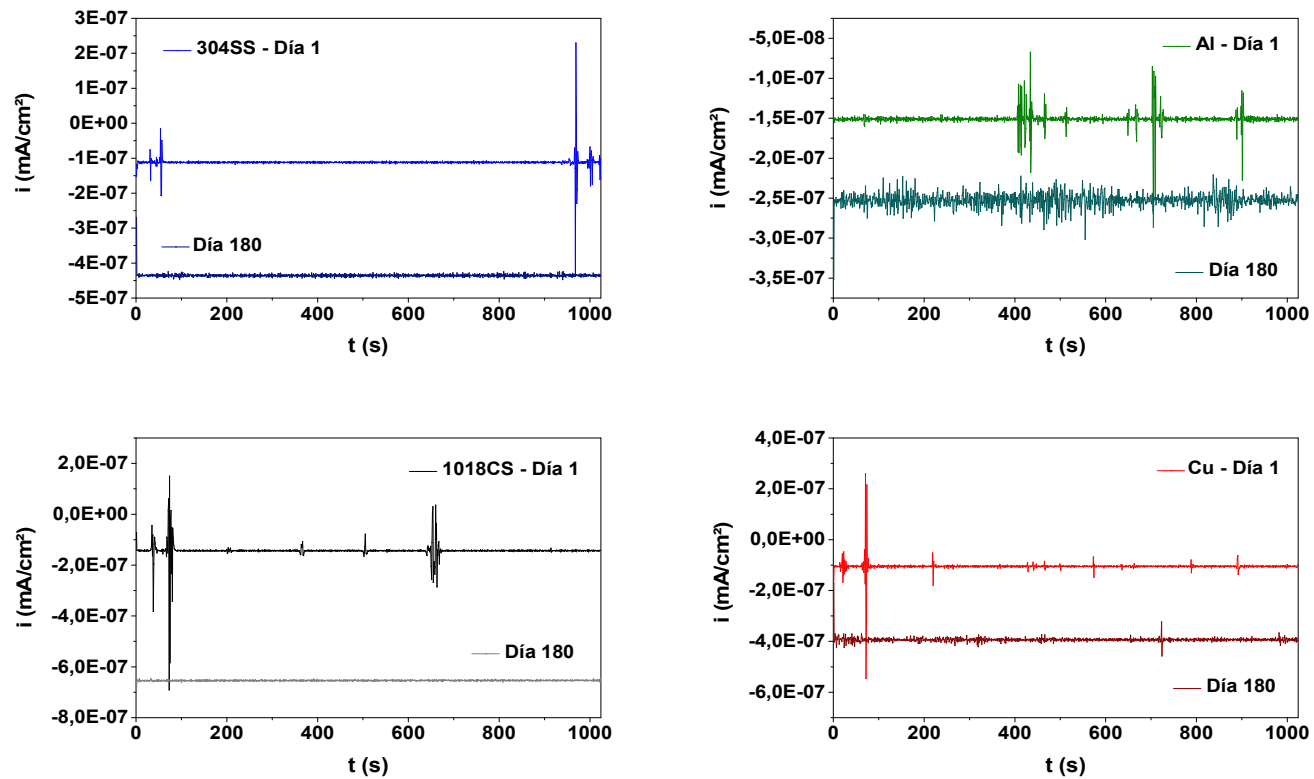 3E-07
2E-07
1E-07
0E+00
-1E-07
-2E-07
-3E-07
-4E-07
-5E-07
i (mA/cm²)
304SS - Día 1
Día 180
0
200
400
600
800
1000
t (s)
-5,0E-08
-1,0E-07
-1,5E-07
-2,0E-07
-2,5E-07
-3,0E-07
-3,5E-07
i (mA/cm²)
Al - Día 1
Día 180
0
200
400
600
800
1000
t (s)
2,0E-07
0,0E+00
-2,0E-07
-4,0E-07
-6,0E-07
-8,0E-07
i (mA/cm²)
1018CS - Día 1
Día 180
0
200
400
600
800
1000
t (s)
4,0E-07
2,0E-07
0,0E+00
-2,0E-07
-4,0E-07
-6,0E-07
i (mA/cm²)
Cu - Día 1
Día 180
0
200
400
600
800
1000
t (s)